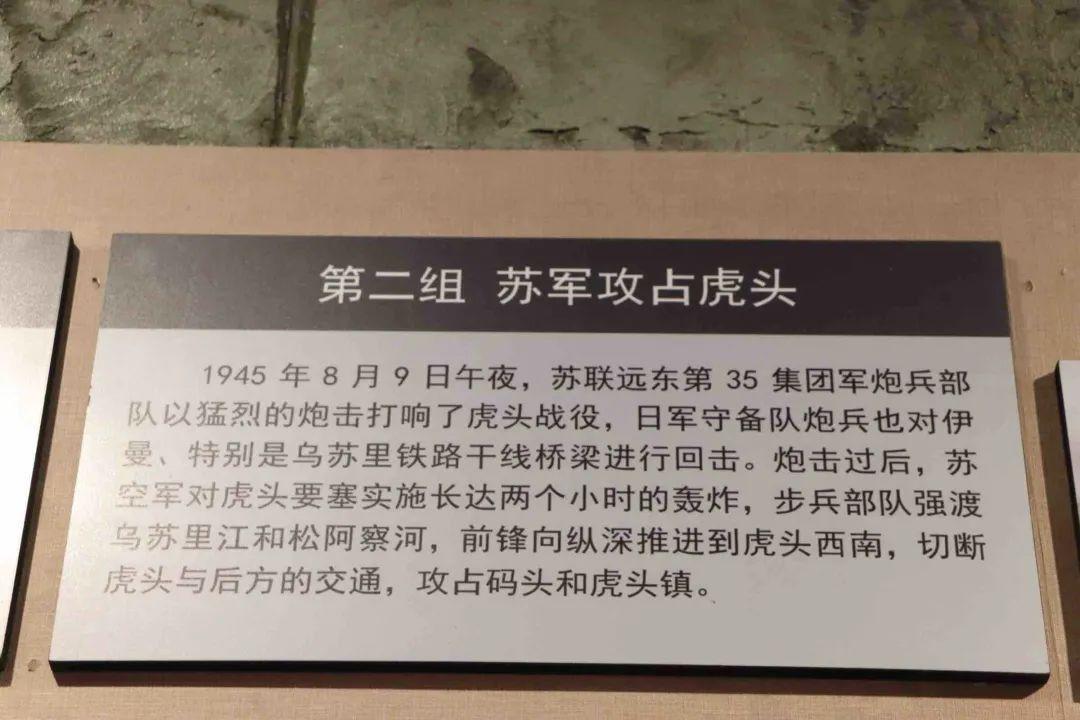 第二组 苏军攻占虎头
1945 年 8 月 9 日午夜，苏联远东第 35 集团军炮兵部
队以猛烈的炮击打响了虎头战役，日军守备队炮兵也对伊
曼、特别是乌苏里铁路干线桥梁进行回击。炮击过后，苏
空军对虎头要塞实施长达两个小时的轰炸，步兵部队强渡
乌苏里江和松阿察河，前锋向纵深推进到虎头西南，切断
虎头与后方的交通，攻占码头和虎头镇。